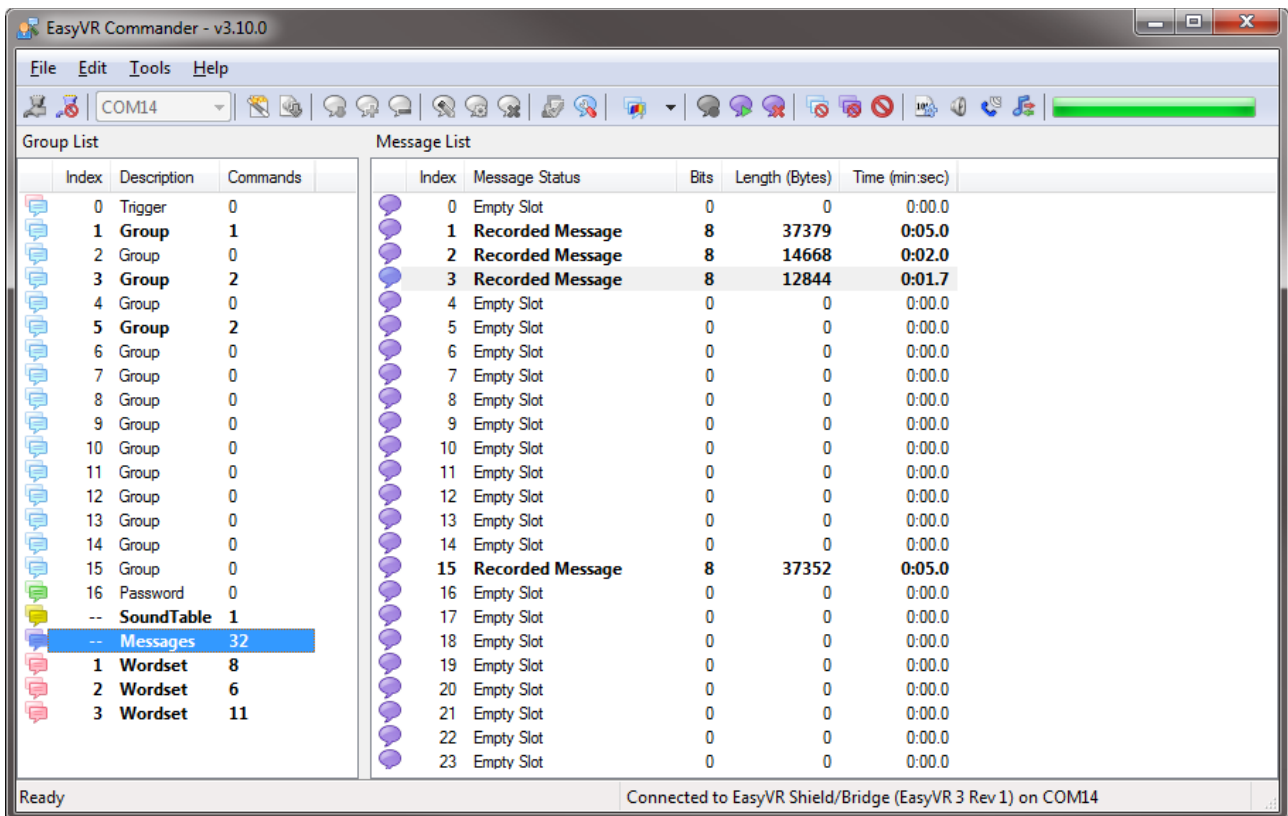 EasyVR Commander - v3.10.0
File Edit Tools Help
COM14
Group List
Index Description Commands
0 Trigger 0
1 Group 1
2 Group 0
3 Group 2
4 Group 0
5 Group 2
6 Group 0
7 Group 0
8 Group 0
9 Group 0
10 Group 0
11 Group 0
12 Group 0
13 Group 0
14 Group 0
15 Group 0
16 Password 0
-- SoundTable 1
-- Messages 32
1 Wordset 8
2 Wordset 6
3 Wordset 11
Message List
Index Message Status Bits Length (Bytes) Time (min:sec)
0 Empty Slot 0 0 0:00.0
1 Recorded Message 8 37379 0:05.0
2 Recorded Message 8 14668 0:02.0
3 Recorded Message 8 12844 0:01.7
4 Empty Slot 0 0 0:00.0
5 Empty Slot 0 0 0:00.0
6 Empty Slot 0 0 0:00.0
7 Empty Slot 0 0 0:00.0
8 Empty Slot 0 0 0:00.0
9 Empty Slot 0 0 0:00.0
10 Empty Slot 0 0 0:00.0
11 Empty Slot 0 0 0:00.0
12 Empty Slot 0 0 0:00.0
13 Empty Slot 0 0 0:00.0
14 Empty Slot 0 0 0:00.0
15 Recorded Message 8 37352 0:05.0
16 Empty Slot 0 0 0:00.0
17 Empty Slot 0 0 0:00.0
18 Empty Slot 0 0 0:00.0
19 Empty Slot 0 0 0:00.0
20 Empty Slot 0 0 0:00.0
21 Empty Slot 0 0 0:00.0
22 Empty Slot 0 0 0:00.0
23 Empty Slot 0 0 0:00.0
Ready
Connected to EasyVR Shield/Bridge (EasyVR 3 Rev 1) on COM14